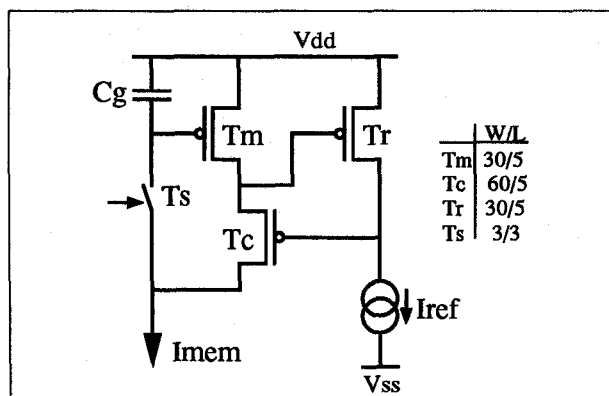 Vdd
Cg
Tm
Tr
Ts
Tc
Iref
Imem
Vss
W/L
Tm 30/5
Tc 60/5
Tr 30/5
Ts 3/3